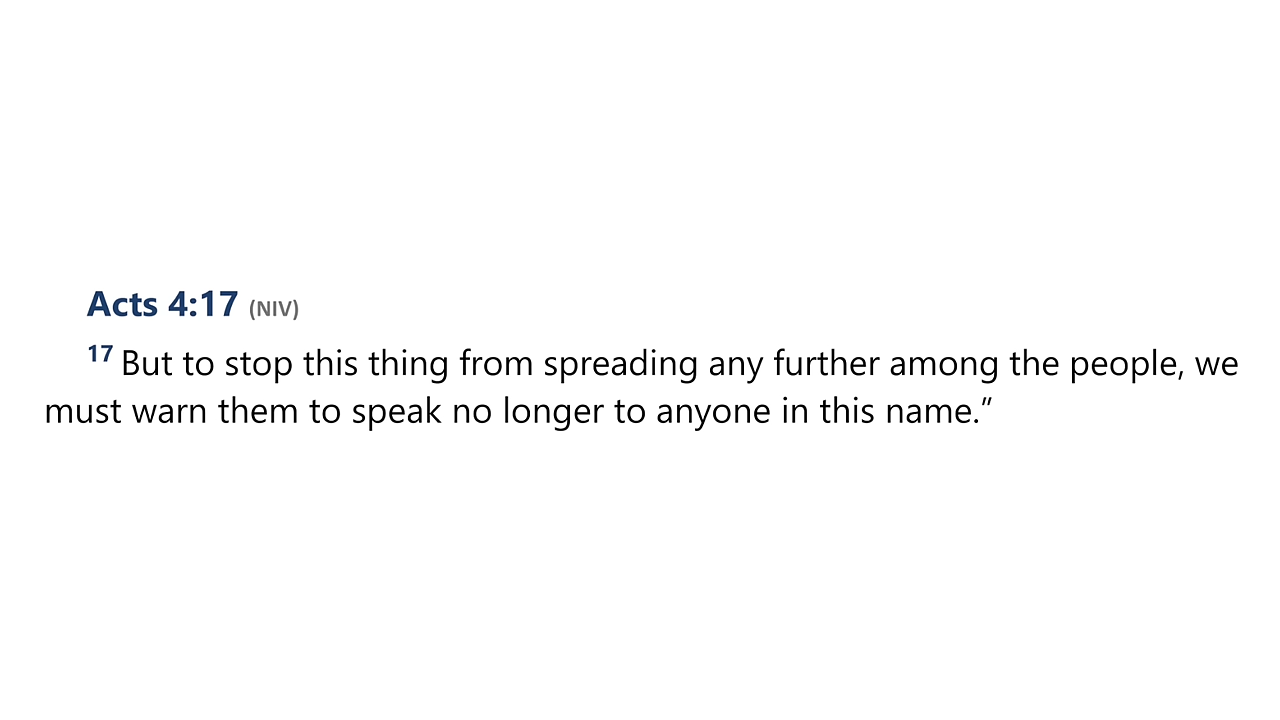 Acts 4:17 (NIV)
17 But to stop this thing from spreading any further among the people, we
must warn them to speak no longer to anyone in this name.”